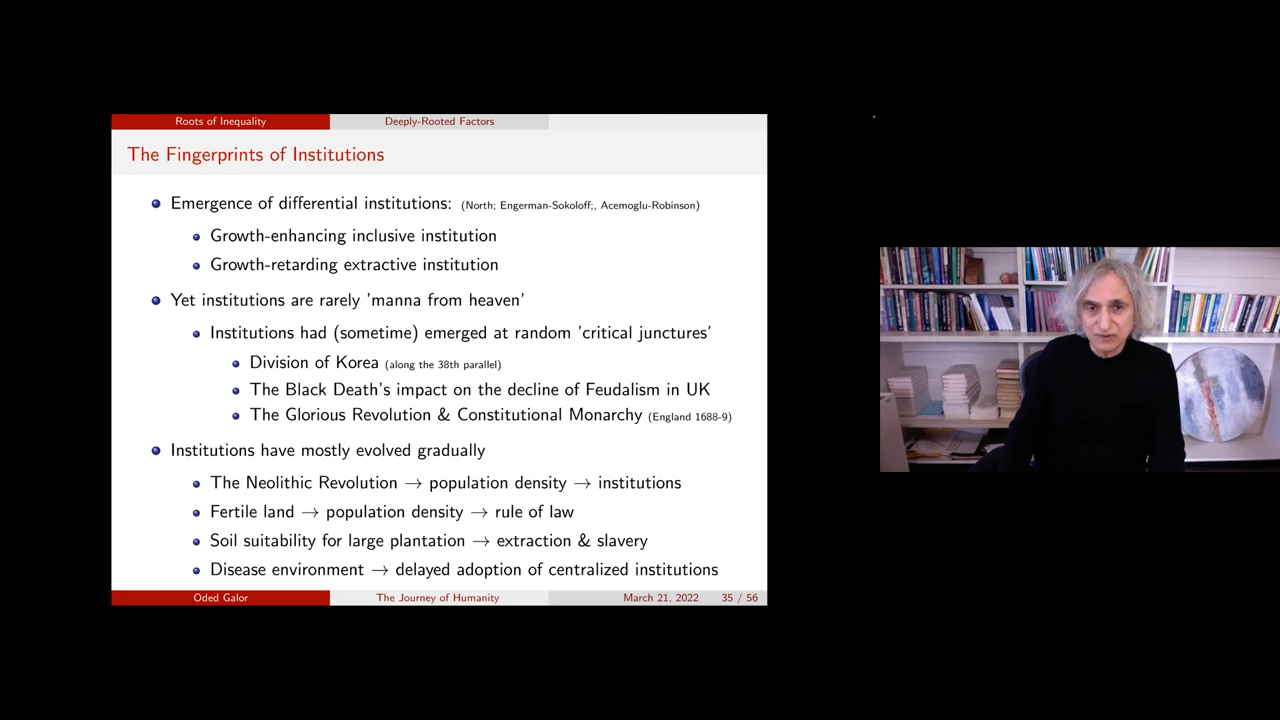 Roots of Inequality
Deeply-Rooted Factors
The Fingerprints of Institutions
Emergence of differential institutions: (North; Engerman-Sokoloff;, Acemoglu-Robinson)
Growth-enhancing inclusive institution
Growth-retarding extractive institution
Yet institutions are rarely 'manna from heaven'
Institutions had (sometime) emerged at random 'critical junctures'
Division of Korea (along the 38th parallel)
The Black Death's impact on the decline of Feudalism in UK
The Glorious Revolution & Constitutional Monarchy (England 1688-9)
Institutions have mostly evolved gradually
The Neolithic Revolution → population density → institutions
Fertile land → population density → rule of law
Soil suitability for large plantation → extraction & slavery
Disease environment → delayed adoption of centralized institutions
Oded Galor
The Journey of Humanity
March 21, 2022 35 / 56